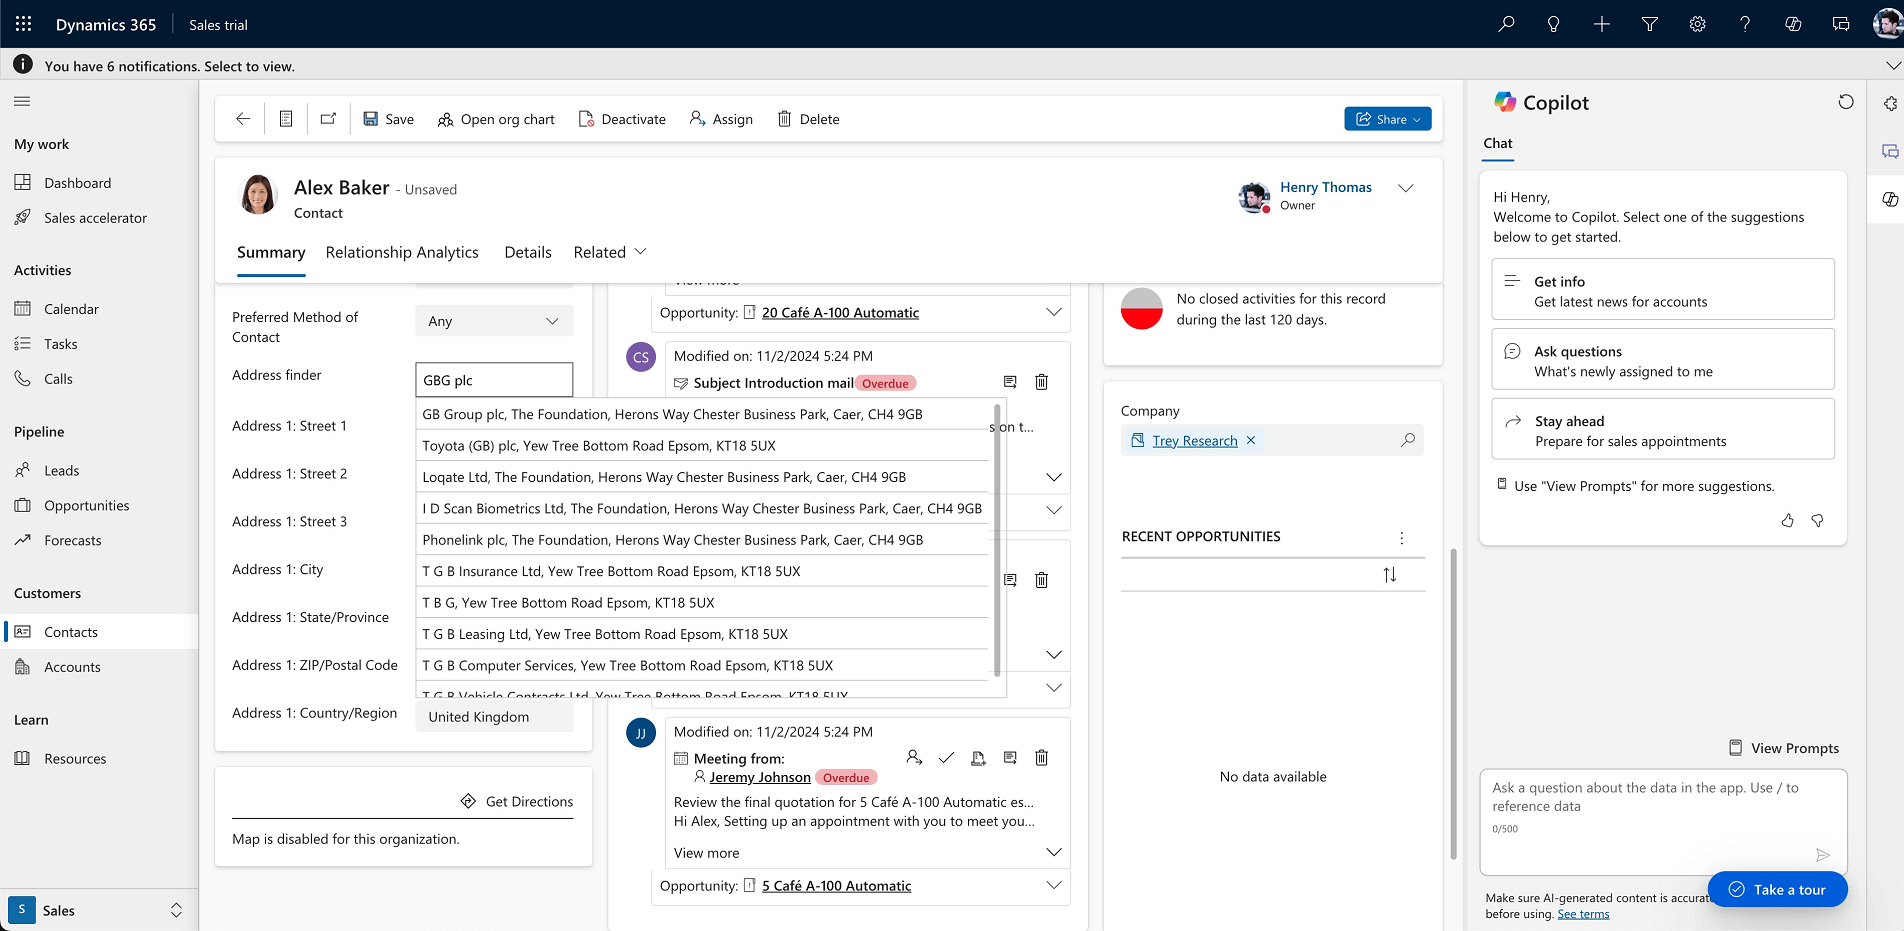 Dynamics 365
Sales trial
You have 6 notifications. Select to view.
My work
Dashboard
Sales accelerator
Activities
Calendar
Tasks
Calls
Pipeline
Leads
Opportunities
Forecasts
Customers
Contacts
Accounts
Learn
Resources
S
Sales
Save
Open org chart
Deactivate
Assign
Delete
Share
Alex Baker - Unsaved
Contact
Henry Thomas
Owner
Summary
Relationship Analytics
Details
Related
Preferred Method of
Contact
Any
Address finder
GBG plc
GB Group plc, The Foundation, Herons Way Chester Business Park, Caer, CH4 9GB
Toyota (GB) plc, Yew Tree Bottom Road Epsom, KT18 5UX
Loqate Ltd, The Foundation, Herons Way Chester Business Park, Caer, CH4 9GB
I D Scan Biometrics Ltd, The Foundation, Herons Way Chester Business Park, Caer, CH4 9GB
Phonelink plc, The Foundation, Herons Way Chester Business Park, Caer, CH4 9GB
T G B Insurance Ltd, Yew Tree Bottom Road Epsom, KT18 5UX
T B G, Yew Tree Bottom Road Epsom, KT18 5UX
T G B Leasing Ltd, Yew Tree Bottom Road Epsom, KT18 5UX
T G B Computer Services, Yew Tree Bottom Road Epsom, KT18 5UX
T G B Vehicle Contracts Ltd, Yew Tree Bottom Road Epsom, KT18 5UX
Address 1: Street 1
Address 1: Street 2
Address 1: Street 3
Address 1: City
Address 1: State/Province
Address 1: ZIP/Postal Code
Address 1: Country/Region
United Kingdom
Get Directions
Map is disabled for this organization.
View more
Opportunity: 20 Café A-100 Automatic
CS
Modified on: 11/2/2024 5:24 PM
Subject Introduction mail Overdue
s on t...
JJ
Modified on: 11/2/2024 5:24 PM
Meeting from:
Jeremy Johnson Overdue
Review the final quotation for 5 Café A-100 Automatic es...
Hi Alex, Setting up an appointment with you to meet you...
View more
Opportunity: 5 Café A-100 Automatic
No closed activities for this record
during the last 120 days.
Company
Trey Research
RECENT OPPORTUNITIES
No data available
Copilot
Chat
Hi Henry,
Welcome to Copilot. Select one of the suggestions
below to get started.
Get info
Get latest news for accounts
Ask questions
What's newly assigned to me
Stay ahead
Prepare for sales appointments
Use "View Prompts" for more suggestions.
View Prompts
Ask a question about the data in the app. Use / to
reference data
0/500
Make sure AI-generated content is accurat
before using. See terms
Take a tour